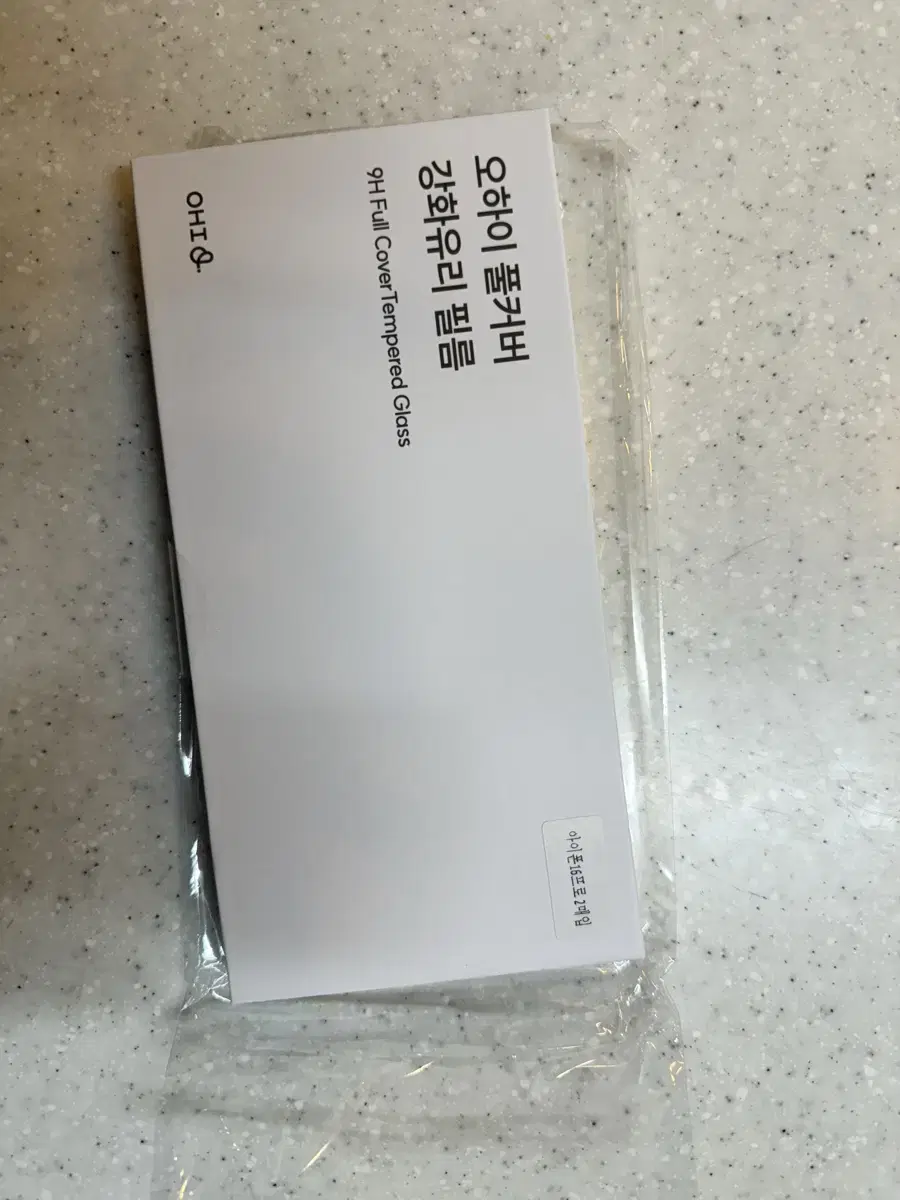 오하이 풀커버
강화유리 필름
9H Full CoverTempered Glass
OHI
아이폰16프로 2매입